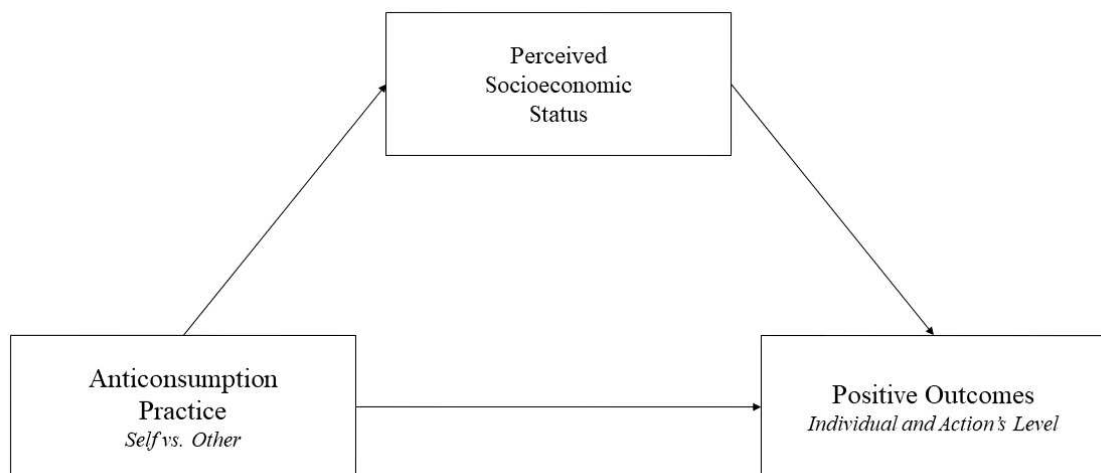 Perceived
Socioeconomic
Status
Anticonsumption
Practice
Self vs. Other
Positive Outcomes
Individual and Action's Level